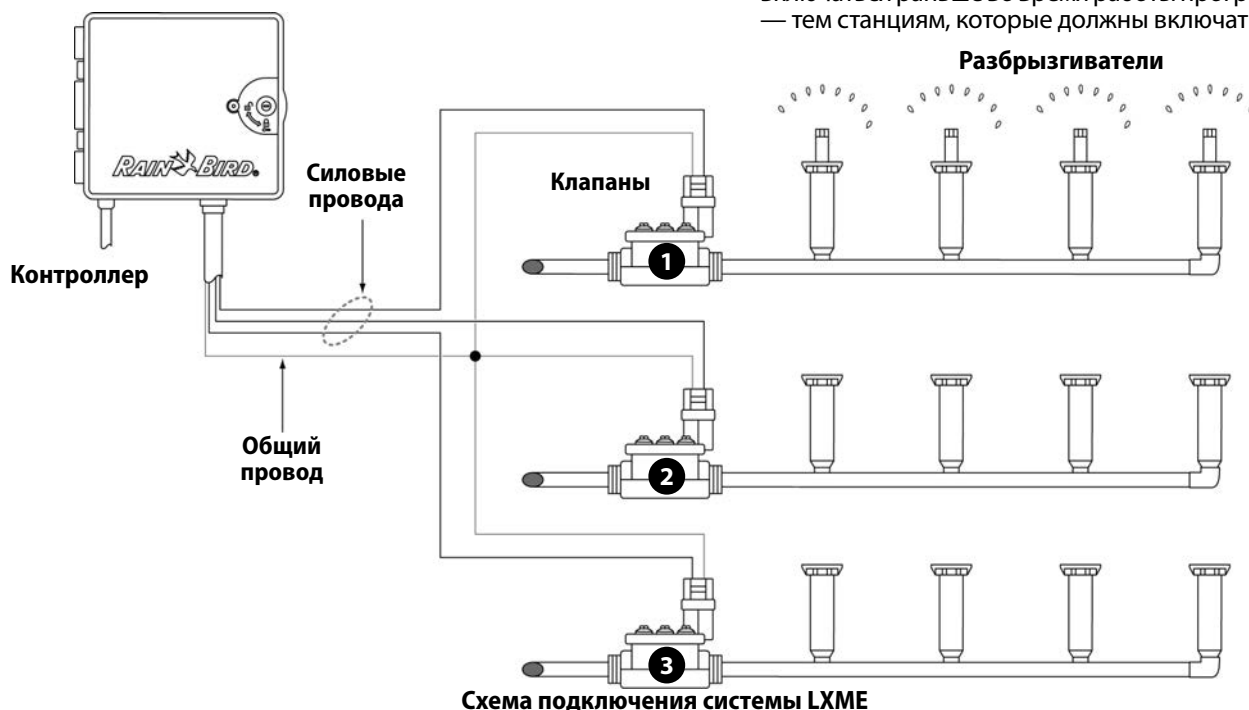 — тем станциям, которые должны включат
Разбрызгиватели
RAIN BIRD®
Силовые
провода
Клапаны
1
Контроллер
Общий
провод
2
3
Схема подключения системы LXME